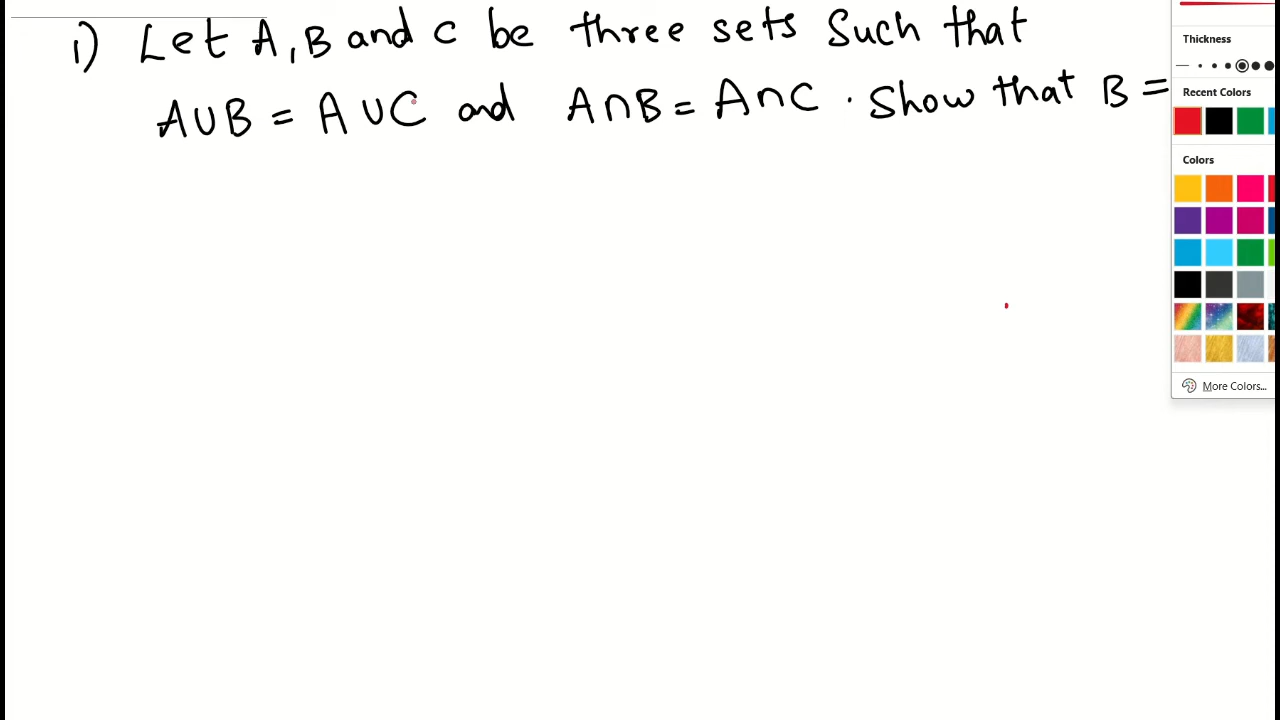 1) Let A, B and C be three sets such that
A∪B = A∪C and A∩B = A∩C . Show that B =
Thickness
Recent Colors
Colors
More Colors...